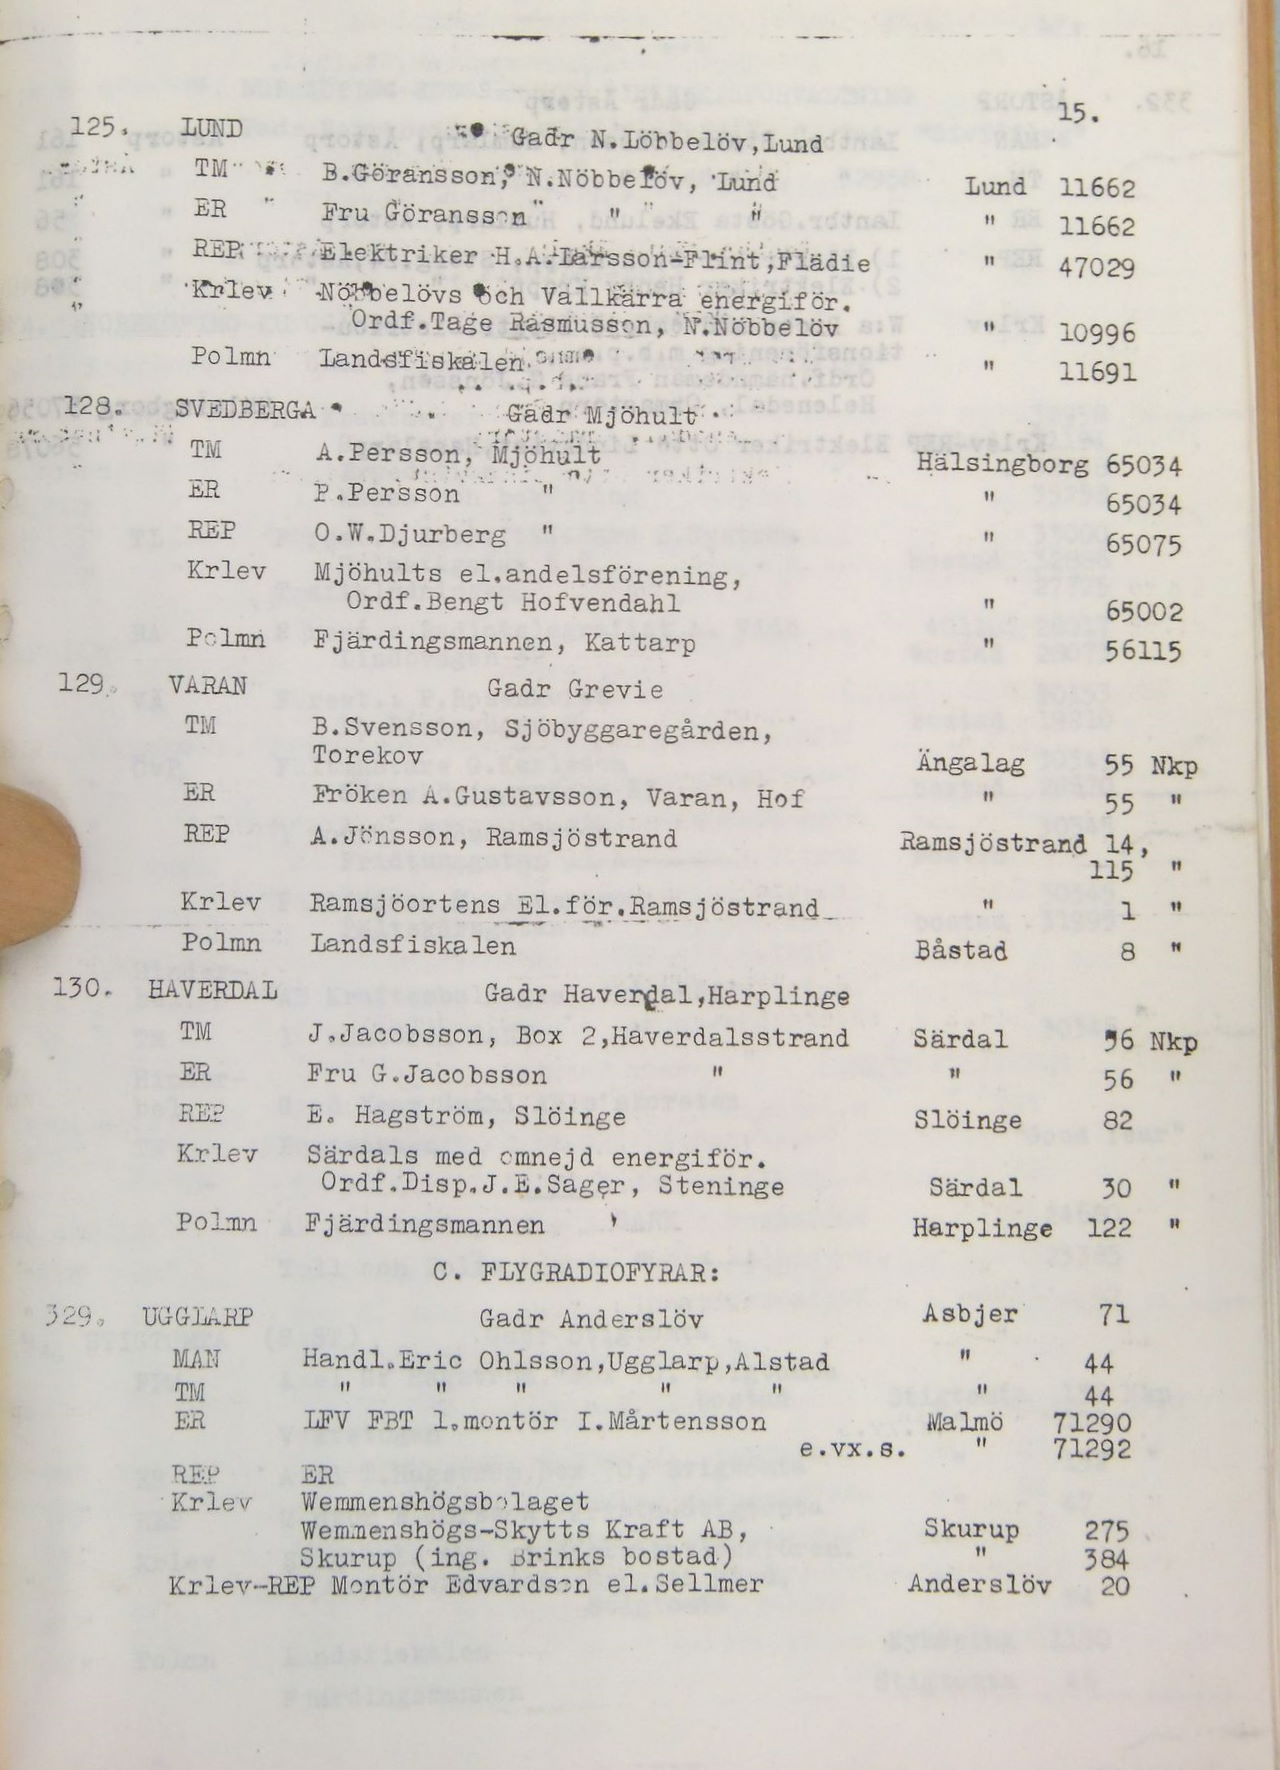 15.
125. LUND Gadr N.Löbbelöv,Lund
TM B.Göransson, N.Nöbbelöv, Lund Lund 11662
ER " Fru Göransson " " " 11662
REP Elektriker H.A.Larsson-Flint,Flädie " 47029
Krlev Nöbbelövs och Vallkärra energiför.
Ordf.Tage Rasmusson, N.Nöbbelöv " 10996
Polmn Landsfiskalen " 11691
128. SVEDBERGA Gadr Mjöhult
TM A.Persson, Mjöhult Hälsingborg 65034
ER P.Persson " " 65034
REP O.W.Djurberg " " 65075
Krlev Mjöhults el.andelsförening,
Ordf.Bengt Hofvendahl " 65002
Polmn Fjärdingsmannen, Kattarp " 56115
129. VARAN Gadr Grevie
TM B.Svensson, Sjöbyggaregården,
Torekov Ängalag 55 Nkp
ER Fröken A.Gustavsson, Varan, Hof " 55 "
REP A.Jönsson, Ramsjöstrand Ramsjöstrand 14,
115 "
Krlev Ramsjöortens El.för.Ramsjöstrand " 1 "
Polmn Landsfiskalen Båstad 8 "
130. HAVERDAL Gadr Haverdal,Harplinge
TM J.Jacobsson, Box 2,Haverdalsstrand Särdal 56 Nkp
ER Fru G.Jacobsson " " 56 "
REP E. Hagström, Slöinge Slöinge 82
Krlev Särdals med omnejd energiför.
Ordf.Disp.J.E.Sager, Steninge Särdal 30 "
Polmn Fjärdingsmannen Harplinge 122 "
C. FLYGRADIOFYRAR:
329. UGGLARP Gadr Anderslöv Asbjer 71
MAN Handl.Eric Ohlsson,Ugglarp,Alstad " 44
TM " " " " " " 44
ER LFV FBT 1.montör I.Mårtensson Malmö 71290
e.vx.s. " 71292
REP ER
Krlev Wemmenshögsbolaget
Wemmenshögs-Skytts Kraft AB, Skurup 275
Skurup (ing. Brinks bostad) " 384
Krlev-REP Montör Edvardson el.Sellmer Anderslöv 20